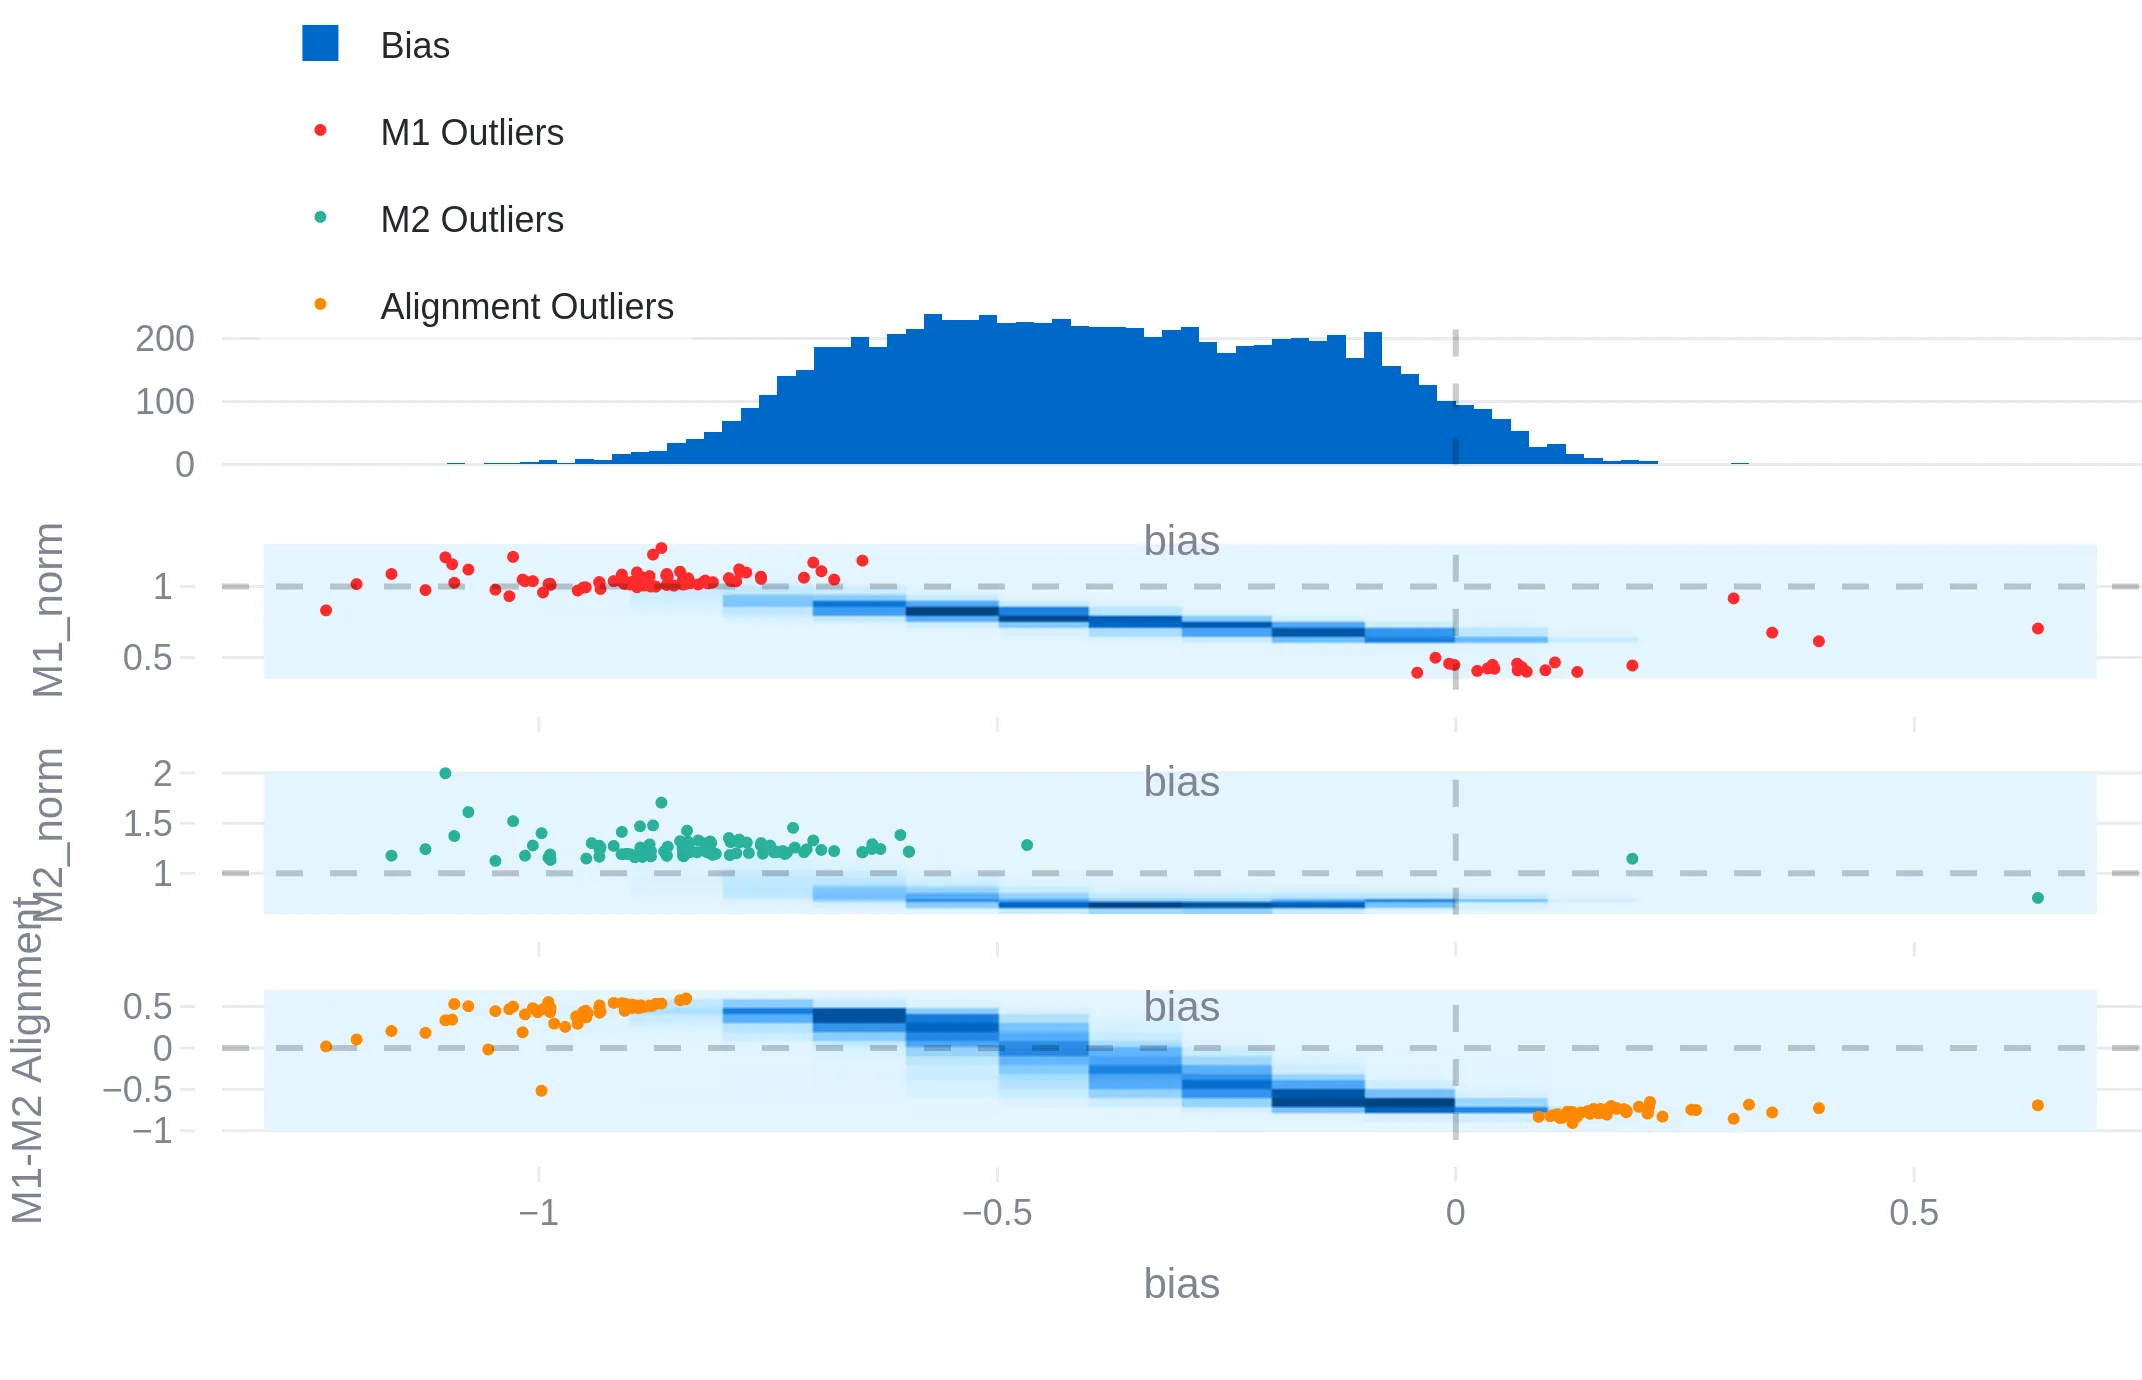 Bias
M1 Outliers
M2 Outliers
Alignment Outliers
200
100
0
bias
M1_norm
1
0.5
bias
M2_norm
2
1.5
1
bias
M1-M2 Alignment
0.5
0
−0.5
−1
−1
−0.5
0
0.5
bias